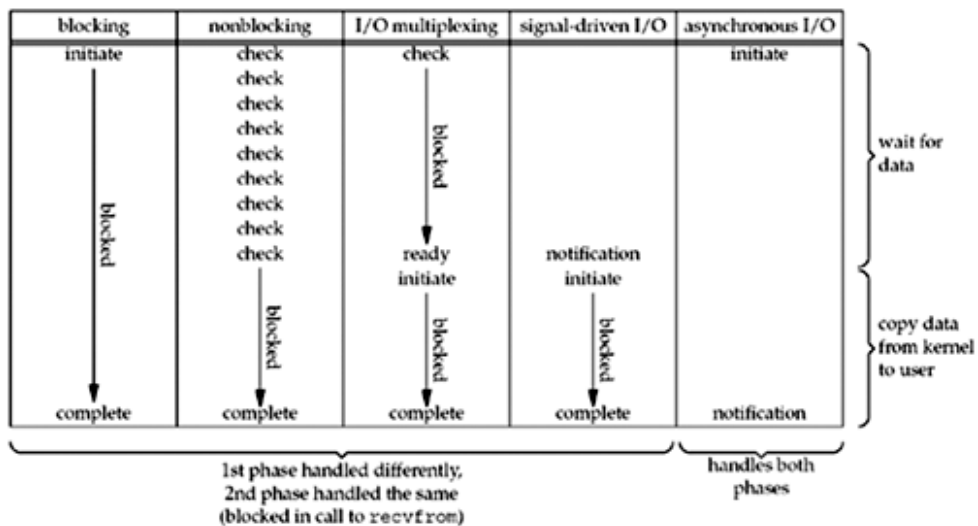 blocking nonblocking I/O multiplexing signal-driven I/O asynchronous I/O
initiate check check initiate
check
check
check
check
check
check
check
check ready notification
initiate initiate
blocked
blocked
blocked
blocked
blocked
complete complete complete complete notification
wait for
data
copy data
from kernel
to user
1st phase handled differently,
2nd phase handled the same
(blocked in call to recvfrom)
handles both
phases